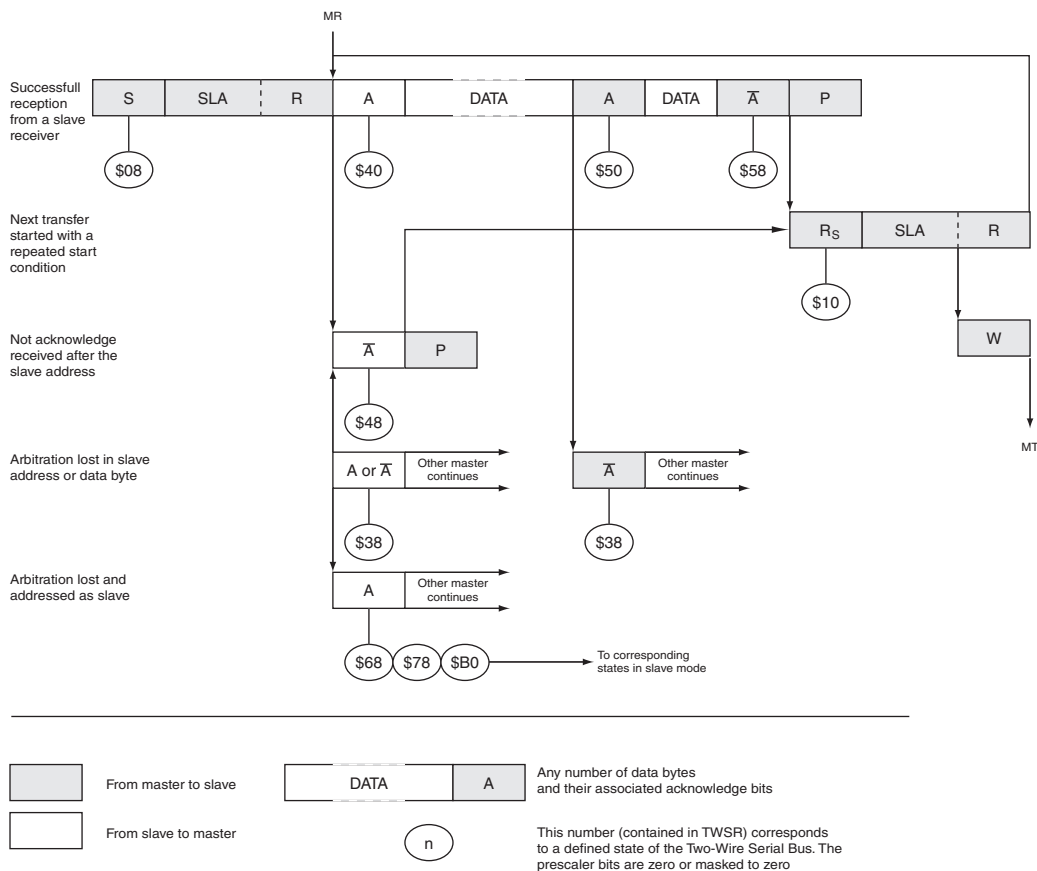 MR
Successfull
reception
from a slave
receiver
S SLA R A DATA A DATA A̅ P
$08 $40 $50 $58
Next transfer
started with a
repeated start
condition
RS SLA R
$10
Not acknowledge
received after the
slave address
A̅ P
W
$48
MT
Arbitration lost in slave
address or data byte
A or A̅
Other master
continues
A̅
Other master
continues
$38 $38
Arbitration lost and
addressed as slave
A
Other master
continues
$68 $78 $B0
To corresponding
states in slave mode
From master to slave
DATA A
Any number of data bytes
and their associated acknowledge bits
From slave to master
n
This number (contained in TWSR) corresponds
to a defined state of the Two-Wire Serial Bus. The
prescaler bits are zero or masked to zero